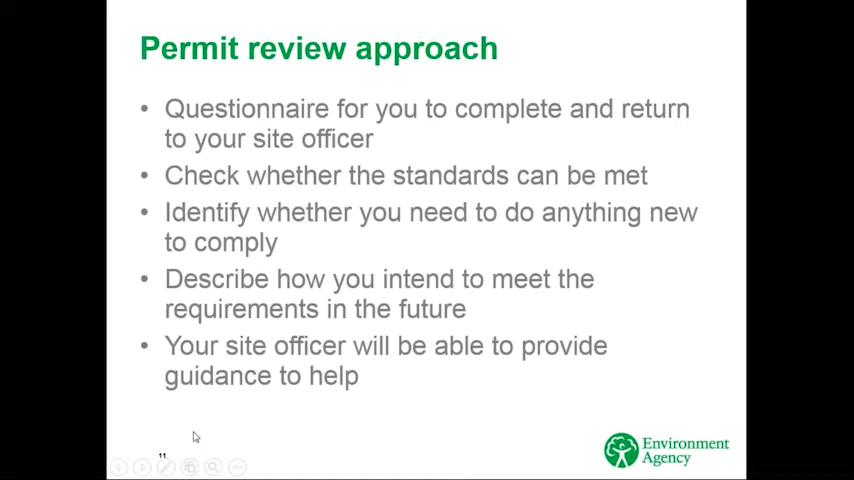 Permit review approach
• Questionnaire for you to complete and return
to your site officer
• Check whether the standards can be met
• Identify whether you need to do anything new
to comply
• Describe how you intend to meet the
requirements in the future
• Your site officer will be able to provide
guidance to help
11
Environment
Agency